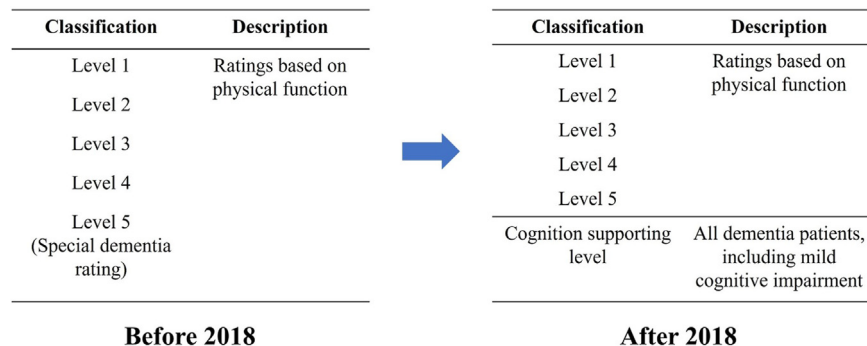 Classification Description
Level 1 Ratings based on
physical function
Level 2
Level 3
Level 4
Level 5
(Special dementia
rating)
Before 2018
Classification Description
Level 1 Ratings based on
physical function
Level 2
Level 3
Level 4
Level 5
Cognition supporting All dementia patients,
level including mild
cognitive impairment
After 2018